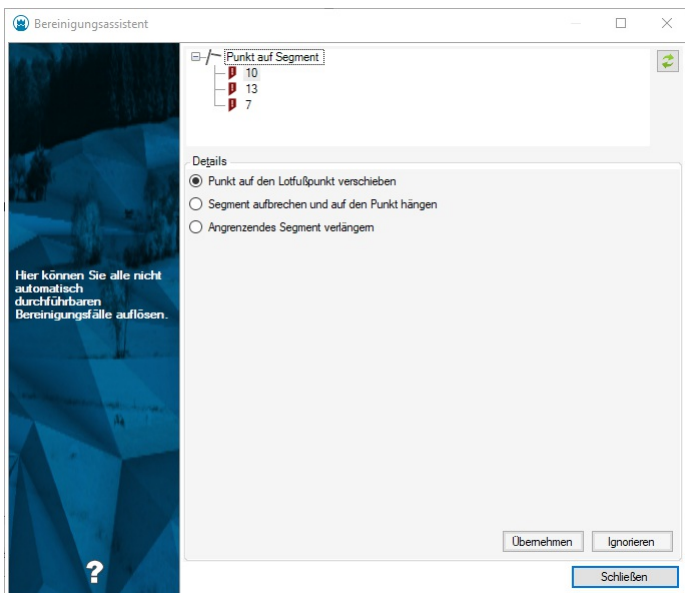 Bereinigungsassistent
Punkt auf Segment
10
13
7
Details
Punkt auf den Lotfußpunkt verschieben
Segment aufbrechen und auf den Punkt hängen
Angrenzendes Segment verlängern
Hier können Sie alle nicht
automatisch
durchführbaren
Bereinigungsfälle auflösen.
Übernehmen
Ignorieren
?
Schließen